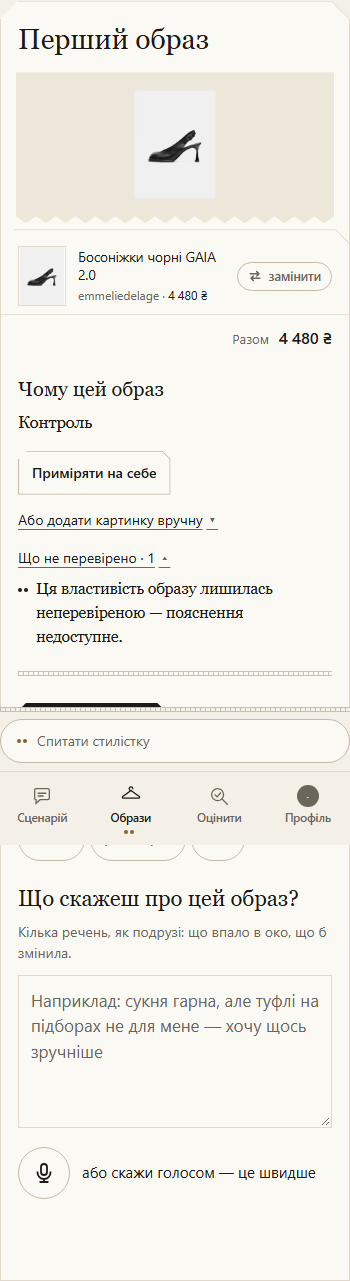 Перший образ
Босоніжки чорні GAIA
2.0
emmeliedelage · 4 480 ₴
замінити
Разом 4 480 ₴
Чому цей образ
Контроль
Приміряти на себе
Або додати картинку вручну
Що не перевірено · 1
Ця властивість образу лишилась
неперевіреною — пояснення
недоступне.
Спитати стилістку
Сценарій
Образи
Оцінити
Профіль
Що скажеш про цей образ?
Кілька речень, як подрузі: що впало в око, що б
змінила.
Наприклад: сукня гарна, але туфлі на
підборах не для мене — хочу щось
зручніше
або скажи голосом — це швидше